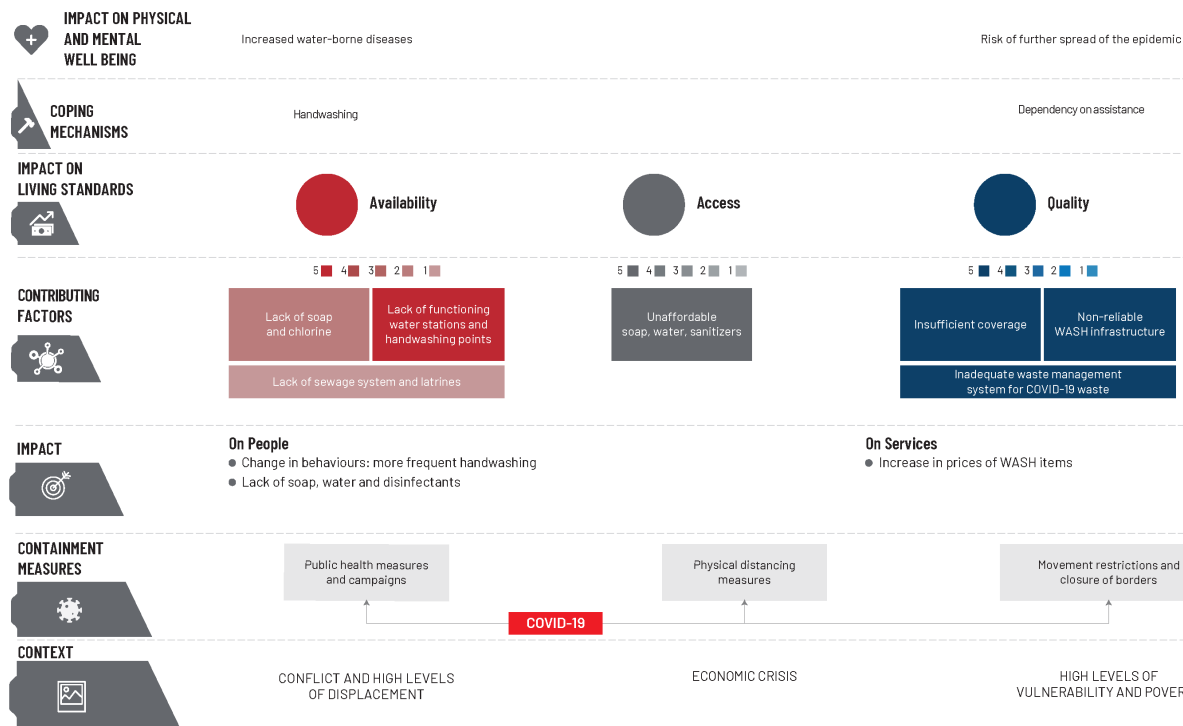 IMPACT ON PHYSICAL
AND MENTAL
WELL BEING
Increased water-borne diseases
Risk of further spread of the epidemic
COPING
MECHANISMS
Handwashing
Dependency on assistance
IMPACT ON
LIVING STANDARDS
Availability
Access
Quality
5 4 3 2 1
5 4 3 2 1
5 4 3 2 1
CONTRIBUTING
FACTORS
Lack of soap
and chlorine
Lack of functioning
water stations and
handwashing points
Lack of sewage system and latrines
Unaffordable
soap, water, sanitizers
Insufficient coverage
Non-reliable
WASH infrastructure
Inadequate waste management
system for COVID-19 waste
IMPACT
On People
Change in behaviours: more frequent handwashing
Lack of soap, water and disinfectants
On Services
Increase in prices of WASH items
CONTAINMENT
MEASURES
Public health measures
and campaigns
Physical distancing
measures
Movement restrictions and
closure of borders
COVID-19
CONTEXT
CONFLICT AND HIGH LEVELS
OF DISPLACEMENT
ECONOMIC CRISIS
HIGH LEVELS OF
VULNERABILITY AND POVER